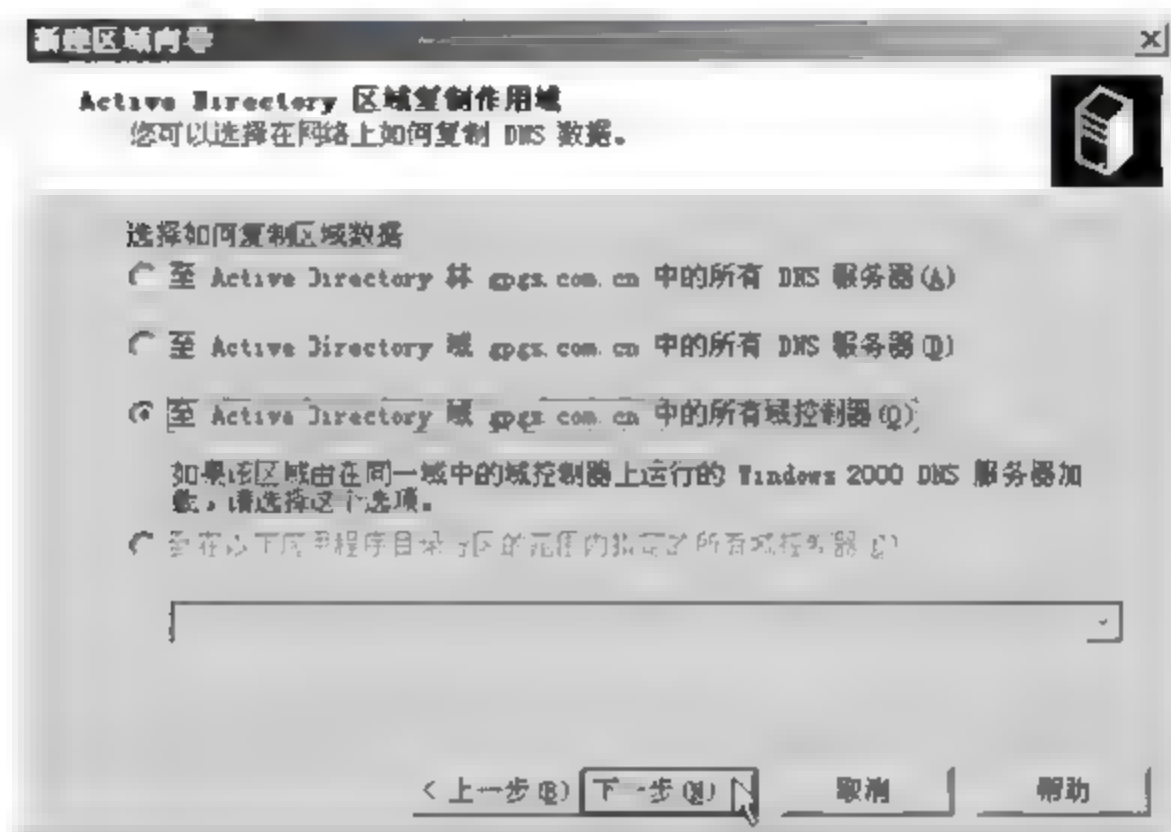 新建区域向导
Active Directory 区域复制作用域
您可以选择在网络上如何复制 DNS 数据。
选择如何复制区域数据
至 Active Directory 林 gpgx.com.cn 中的所有 DNS 服务器(A)
至 Active Directory 域 gpgx.com.cn 中的所有 DNS 服务器(D)
至 Active Directory 域 gpgx.com.cn 中的所有域控制器(O)
如果该区域由在同一域中的域控制器上运行的 Windows 2000 DNS 服务器加
载，请选择这个选项。
<上一步(B) 下一步(N) 取消 帮助